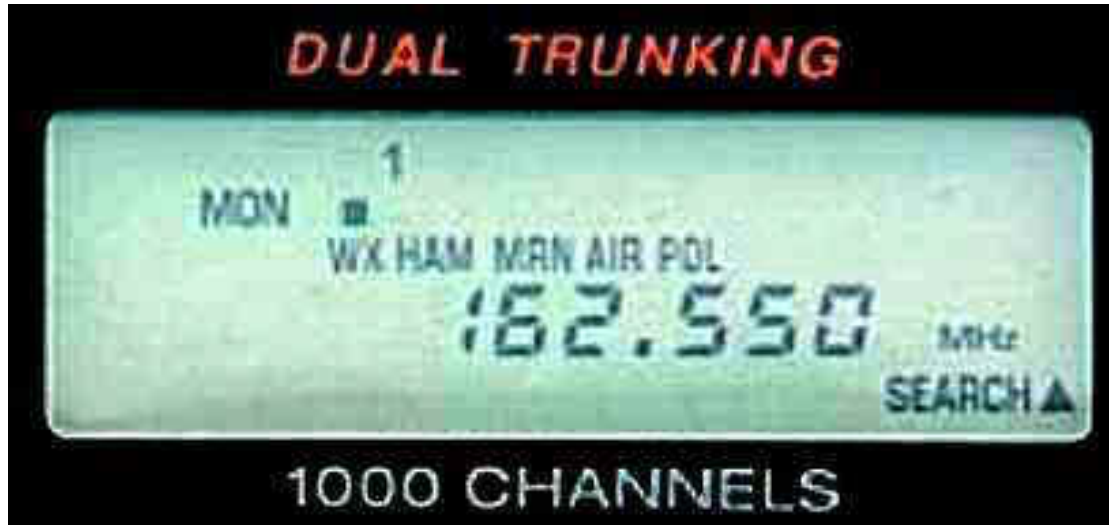 DUAL TRUNKING
1
MON
WX HAM MRN AIR POL
162.550 MHz
SEARCH ▲
1000 CHANNELS